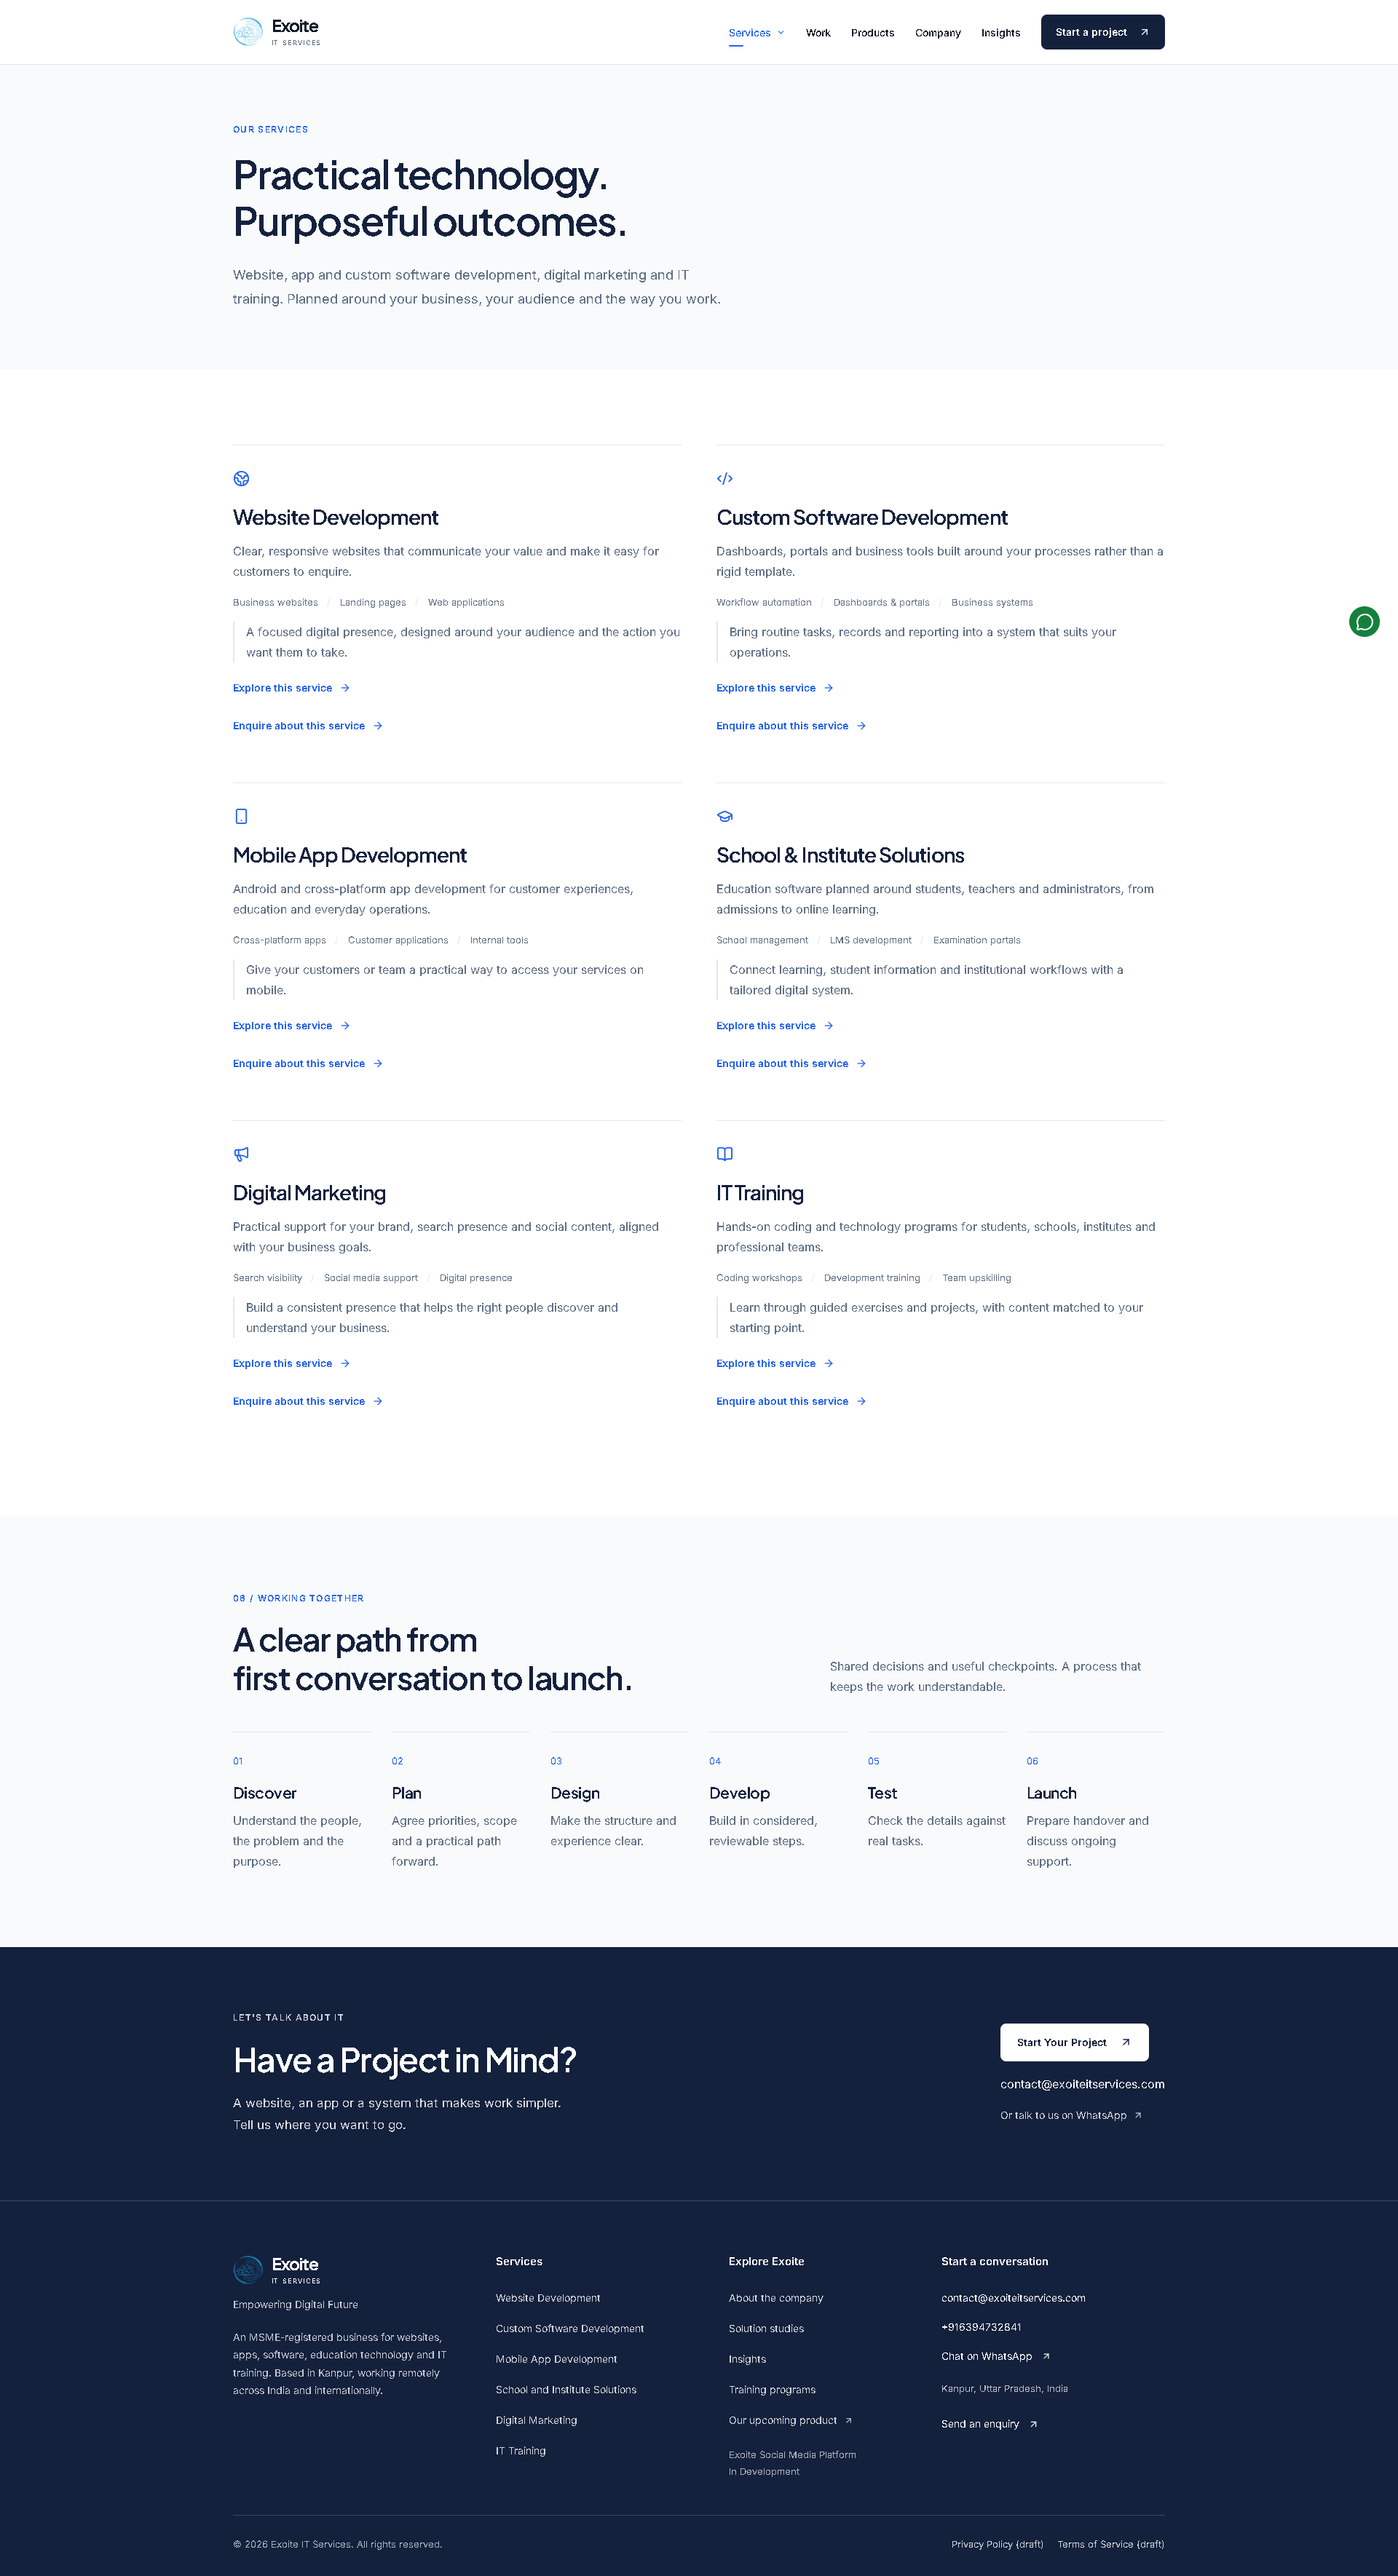 Exoite
IT SERVICES
Services
Work
Products
Company
Insights
Start a project
OUR SERVICES
Practical technology.
Purposeful outcomes.
Website, app and custom software development, digital marketing and IT
training. Planned around your business, your audience and the way you work.
Website Development
Clear, responsive websites that communicate your value and make it easy for
customers to enquire.
Business websites / Landing pages / Web applications
A focused digital presence, designed around your audience and the action you
want them to take.
Explore this service
Enquire about this service
Custom Software Development
Dashboards, portals and business tools built around your processes rather than a
rigid template.
Workflow automation / Dashboards & portals / Business systems
Bring routine tasks, records and reporting into a system that suits your
operations.
Explore this service
Enquire about this service
Mobile App Development
Android and cross-platform app development for customer experiences,
education and everyday operations.
Cross-platform apps / Customer applications / Internal tools
Give your customers or team a practical way to access your services on
mobile.
Explore this service
Enquire about this service
School & Institute Solutions
Education software planned around students, teachers and administrators, from
admissions to online learning.
School management / LMS development / Examination portals
Connect learning, student information and institutional workflows with a
tailored digital system.
Explore this service
Enquire about this service
Digital Marketing
Practical support for your brand, search presence and social content, aligned
with your business goals.
Search visibility / Social media support / Digital presence
Build a consistent presence that helps the right people discover and
understand your business.
Explore this service
Enquire about this service
IT Training
Hands-on coding and technology programs for students, schools, institutes and
professional teams.
Coding workshops / Development training / Team upskilling
Learn through guided exercises and projects, with content matched to your
starting point.
Explore this service
Enquire about this service
06 / WORKING TOGETHER
A clear path from
first conversation to launch.
Shared decisions and useful checkpoints. A process that
keeps the work understandable.
01
Discover
Understand the people,
the problem and the
purpose.
02
Plan
Agree priorities, scope
and a practical path
forward.
03
Design
Make the structure and
experience clear.
04
Develop
Build in considered,
reviewable steps.
05
Test
Check the details against
real tasks.
06
Launch
Prepare handover and
discuss ongoing
support.
LET'S TALK ABOUT IT
Have a Project in Mind?
A website, an app or a system that makes work simpler.
Tell us where you want to go.
Start Your Project
contact@exoiteitservices.com
Or talk to us on WhatsApp
Exoite
IT SERVICES
Empowering Digital Future
An MSME-registered business for websites,
apps, software, education technology and IT
training. Based in Kanpur, working remotely
across India and internationally.
Services
Website Development
Custom Software Development
Mobile App Development
School and Institute Solutions
Digital Marketing
IT Training
Explore Exoite
About the company
Solution studies
Insights
Training programs
Our upcoming product
Exoite Social Media Platform
In Development
Start a conversation
contact@exoiteitservices.com
+916394732841
Chat on WhatsApp
Kanpur, Uttar Pradesh, India
Send an enquiry
© 2026 Exoite IT Services. All rights reserved.
Privacy Policy (draft)
Terms of Service (draft)